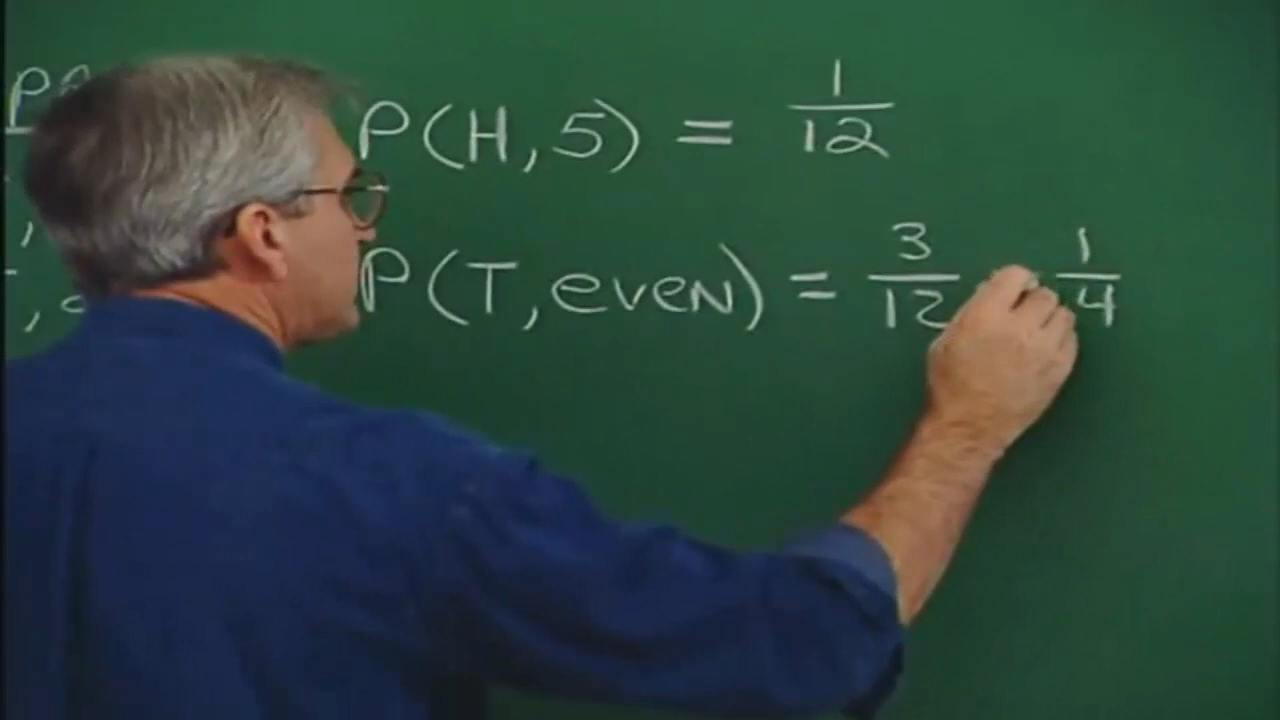 P(H,5) = 1/12
P(T,even) = 3/12 1/4